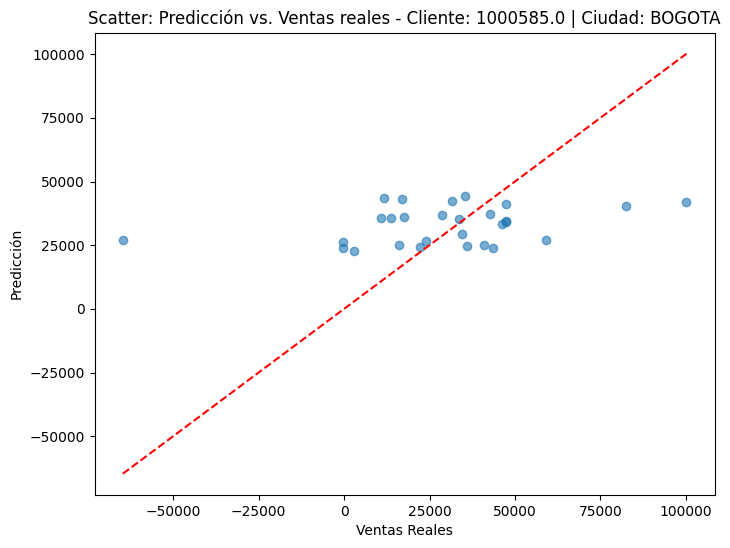 Scatter: Predicción vs. Ventas reales - Cliente: 1000585.0 | Ciudad: BOGOTA
100000
75000
50000
25000
0
−25000
−50000
Predicción
−50000 −25000 0 25000 50000 75000 100000
Ventas Reales